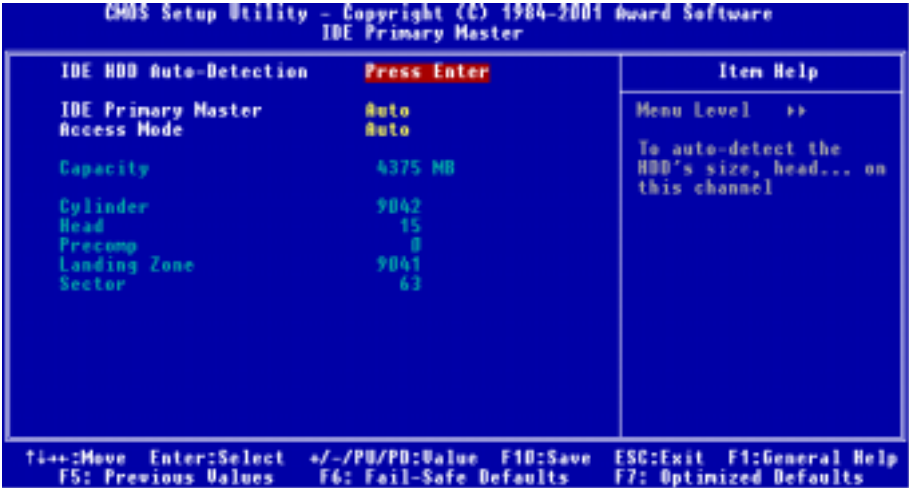 CMOS Setup Utility - Copyright (C) 1984-2001 Award Software
IDE Primary Master
IDE HDD Auto-Detection Press Enter
IDE Primary Master Auto
Access Mode Auto
Capacity 4375 MB
Cylinder 9042
Head 15
Precomp 0
Landing Zone 9041
Sector 63
Item Help
Menu Level ▸▸
To auto-detect the
HDD's size, head... on
this channel
↑↓→←:Move Enter:Select +/-/PU/PD:Value F10:Save ESC:Exit F1:General Help
F5: Previous Values F6: Fail-Safe Defaults F7: Optimized Defaults